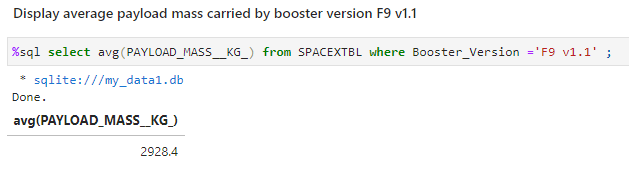 Display average payload mass carried by booster version F9 v1.1
%sql select avg(PAYLOAD_MASS__KG_) from SPACEXTBL where Booster_Version ='F9 v1.1' ;
* sqlite:///my_data1.db
Done.
avg(PAYLOAD_MASS__KG_)
2928.4